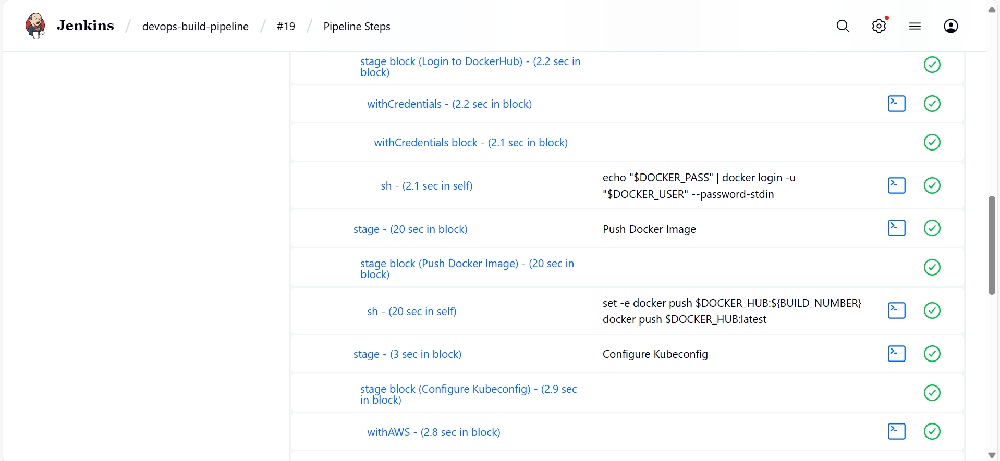 Jenkins / devops-build-pipeline / #19 / Pipeline Steps
stage block (Login to DockerHub) - (2.2 sec in
block)
withCredentials - (2.2 sec in block)
withCredentials block - (2.1 sec in block)
echo "$DOCKER_PASS" | docker login -u
sh - (2.1 sec in self)
"$DOCKER_USER" --password-stdin
stage - (20 sec in block)
Push Docker Image
stage block (Push Docker Image) - (20 sec in
block)
set -e docker push $DOCKER_HUB:${BUILD_NUMBER}
sh - (20 sec in self)
docker push $DOCKER_HUB:latest
stage - (3 sec in block)
Configure Kubeconfig
stage block (Configure Kubeconfig) - (2.9 sec
in block)
withAWS - (2.8 sec in block)